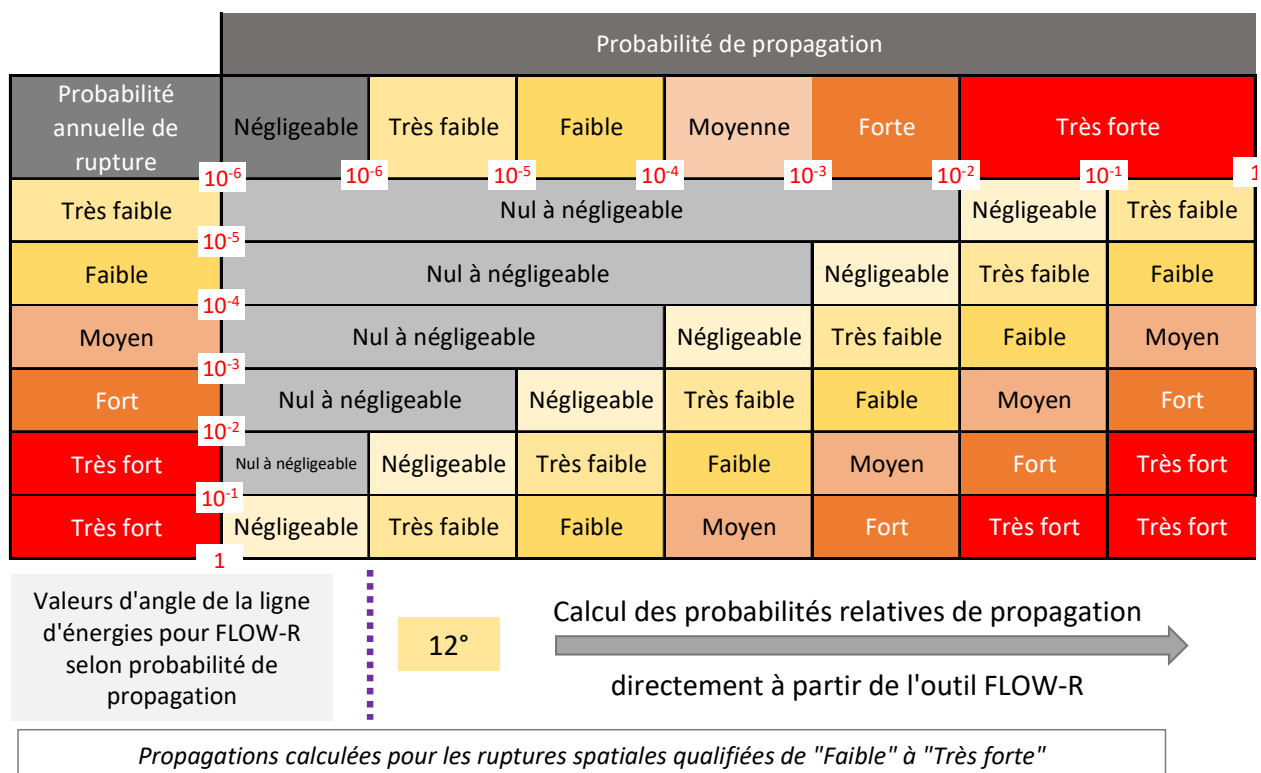 Probabilité de propagation
Probabilité
annuelle de
rupture
Négligeable
Très faible
Faible
Moyenne
Forte
Très forte
10⁻⁶
10⁻⁶
10⁻⁵
10⁻⁴
10⁻³
10⁻²
10⁻¹
1
Très faible
Nul à négligeable
Négligeable
Très faible
10⁻⁵
Faible
Nul à négligeable
Négligeable
Très faible
Faible
10⁻⁴
Moyen
Nul à négligeable
Négligeable
Très faible
Faible
Moyen
10⁻³
Fort
Nul à négligeable
Négligeable
Très faible
Faible
Moyen
Fort
10⁻²
Très fort
Nul à négligeable
Négligeable
Très faible
Faible
Moyen
Fort
Très fort
10⁻¹
Très fort
Négligeable
Très faible
Faible
Moyen
Fort
Très fort
Très fort
1
Valeurs d'angle de la ligne
d'énergies pour FLOW-R
selon probabilité de
propagation
12°
Calcul des probabilités relatives de propagation
directement à partir de l'outil FLOW-R
Propagations calculées pour les ruptures spatiales qualifiées de "Faible" à "Très forte"